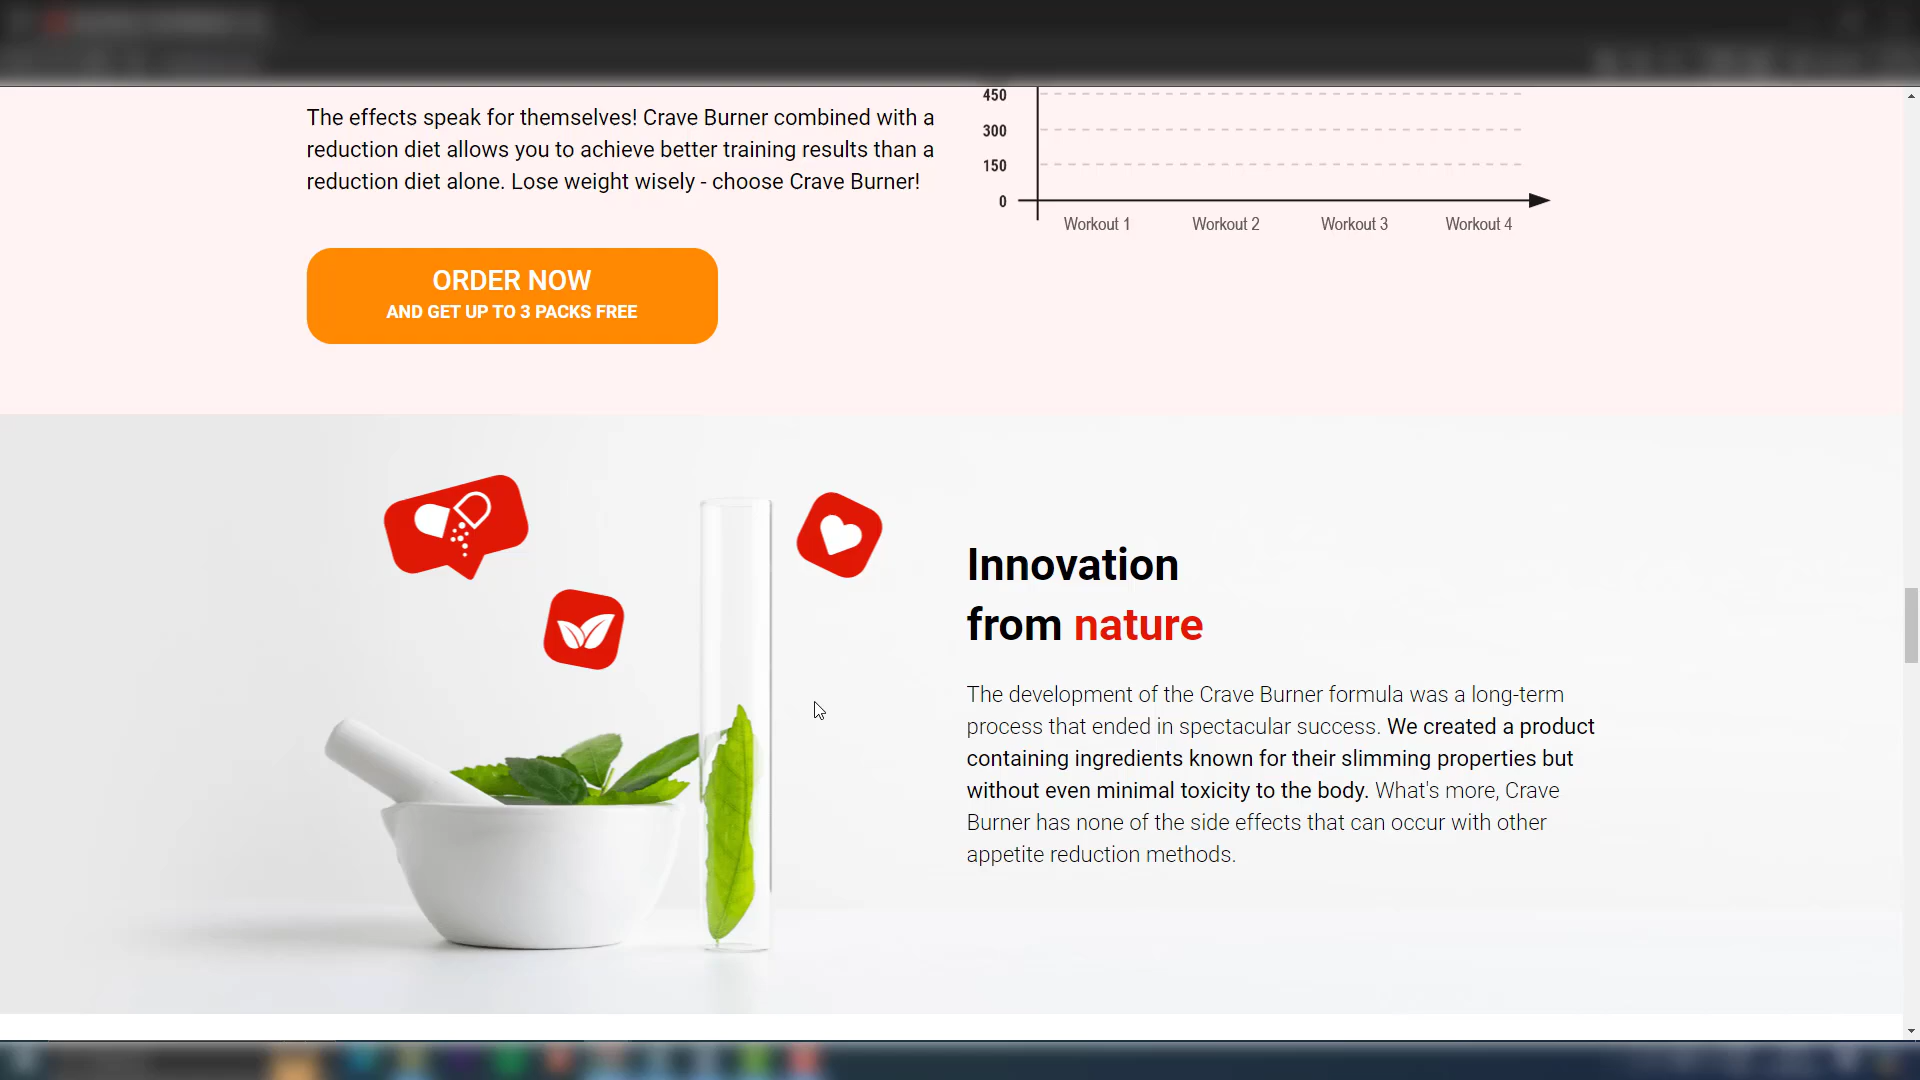 The effects speak for themselves! Crave Burner combined with a
reduction diet allows you to achieve better training results than a
reduction diet alone. Lose weight wisely - choose Crave Burner!
ORDER NOW
AND GET UP TO 3 PACKS FREE
450
300
150
0
Workout 1 Workout 2 Workout 3 Workout 4
Innovation
from nature
The development of the Crave Burner formula was a long-term
process that ended in spectacular success. We created a product
containing ingredients known for their slimming properties but
without even minimal toxicity to the body. What's more, Crave
Burner has none of the side effects that can occur with other
appetite reduction methods.